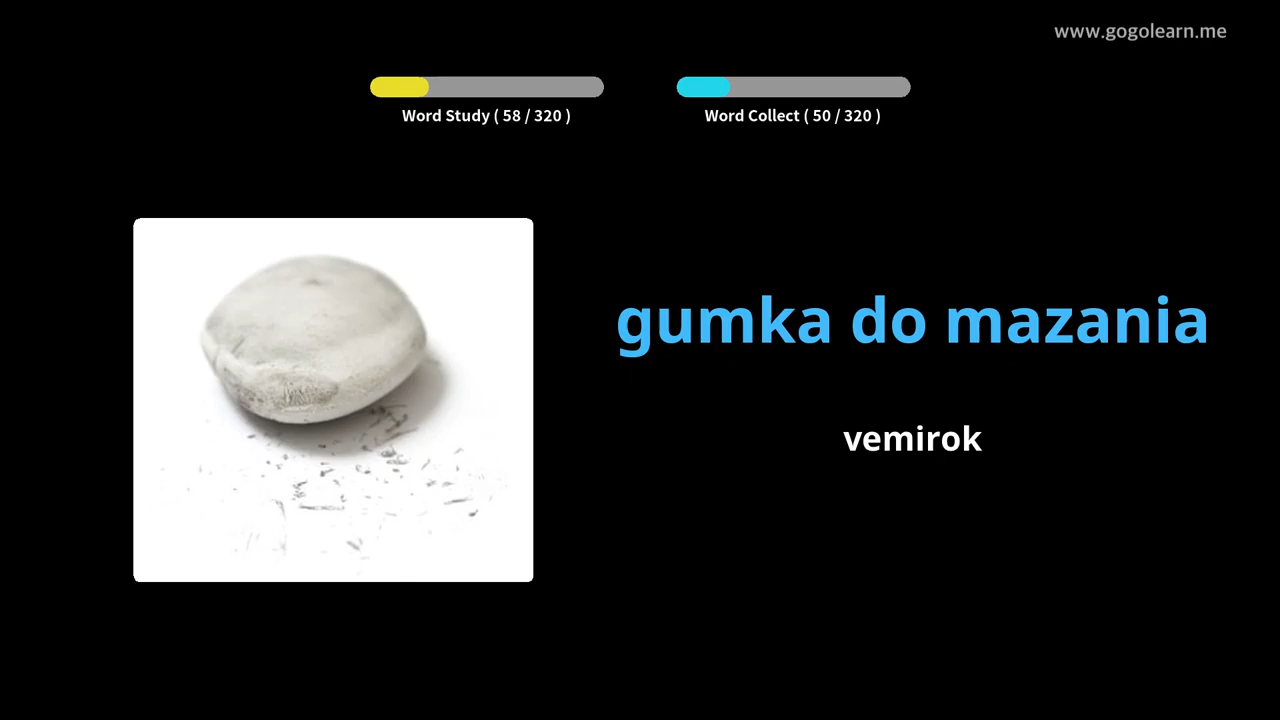 www.gogolearn.me
Word Study ( 58 / 320 )
Word Collect ( 50 / 320 )
gumka do mazania
vemirok